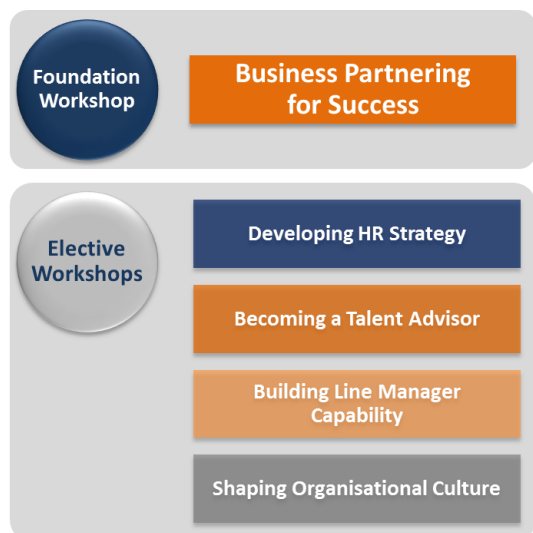 Foundation
Workshop
Business Partnering
for Success
Elective
Workshops
Developing HR Strategy
Becoming a Talent Advisor
Building Line Manager
Capability
Shaping Organisational Culture